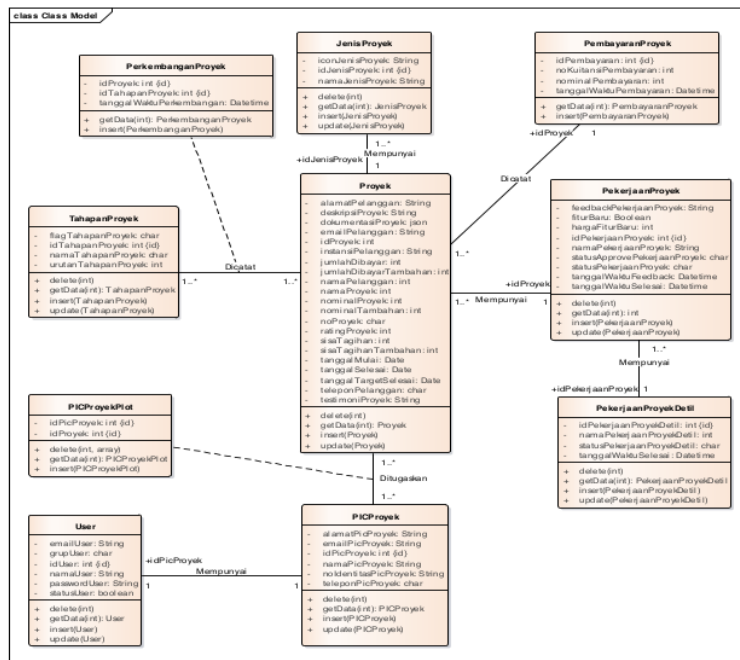 class Class Model
PerkembanganProyek
- idProyek: int {id}
- idTahapanProyek: int {id}
- tanggalWaktuPerkembangan: Datetime
+ getData(int): PerkembanganProyek
+ insert(PerkembanganProyek)
JenisProyek
- iconJenisProyek: String
- idJenisProyek: int {id}
- namaJenisProyek: String
+ delete(int)
+ getData(int): JenisProyek
+ insert(JenisProyek)
+ update(JenisProyek)
PembayaranProyek
- idPembayaran: int {id}
- noKuitansiPembayaran: int
- nominalPembayaran: int
- tanggalWaktuPembayaran: Datetime
+ getData(int): PembayaranProyek
+ insert(PembayaranProyek)
1..*
Mempunyai
+idJenisProyek
1
+idProyek
1
Dicatat
1..*
TahapanProyek
- flagTahapanProyek: char
- idTahapanProyek: int {id}
- namaTahapanProyek: char
- urutanTahapanProyek: int
+ delete(int)
+ getData(int): TahapanProyek
+ insert(TahapanProyek)
+ update(TahapanProyek)
1..*
Dicatat
1..*
Proyek
- alamatPelanggan: String
- deskripsiProyek: String
- dokumentasiProyek: json
- emailPelanggan: String
- idProyek: int
- instansiPelanggan: String
- jumlahDibayar: int
- jumlahDibayarTambahan: int
- namaPelanggan: int
- namaProyek: int
- nominalProyek: int
- nominalTambahan: int
- noProyek: char
- ratingProyek: int
- sisaTagihan: int
- sisaTagihanTambahan: int
- tanggalMulai: Date
- tanggalSelesai: Date
- tanggalTargetSelesai: Date
- teleponPelanggan: char
- testimoniProyek: String
+ delete(int)
+ getData(int): Proyek
+ insert(Proyek)
+ update(Proyek)
+idProyek
1..*
Mempunyai
1
PekerjaanProyek
- feedbackPekerjaanProyek: String
- fiturBaru: Boolean
- hargaFiturBaru: int
- idPekerjaanProyek: int {id}
- namaPekerjaanProyek: String
- statusApprovePekerjaanProyek: char
- statusPekerjaanProyek: char
- tanggalWaktuFeedback: Datetime
- tanggalWaktuSelesai: Datetime
+ delete(int)
+ getData(int): int
+ insert(PekerjaanProyek)
+ update(PekerjaanProyek)
1..*
Mempunyai
+idPekerjaanProyek
1
PekerjaanProyekDetil
- idPekerjaanProyekDetil: int {id}
- namaPekerjaanProyekDetil: int
- statusPekerjaanProyekDetil: char
- tanggalWaktuSelesai: Datetime
+ delete(int)
+ getData(int): PekerjaanProyekDetil
+ insert(PekerjaanProyekDetil)
+ update(PekerjaanProyekDetil)
PICProyekPlot
- idPicProyek: int {id}
- idProyek: int {id}
+ delete(int, array)
+ getData(int): PICProyekPlot
+ insert(PICProyekPlot)
1..*
Ditugaskan
1..*
User
- emailUser: String
- grupUser: char
- idUser: int {id}
- namaUser: String
- passwordUser: String
- statusUser: boolean
+ delete(int)
+ getData(int): User
+ insert(User)
+ update(User)
+idPicProyek
Mempunyai
1
1
PICProyek
- alamatPicProyek: String
- emailPicProyek: String
- idPicProyek: int {id}
- namaPicProyek: String
- noIdentitasPicProyek: String
- teleponPicProyek: char
+ delete(int)
+ getData(int): PICProyek
+ insert(PICProyek)
+ update(PICProyek)